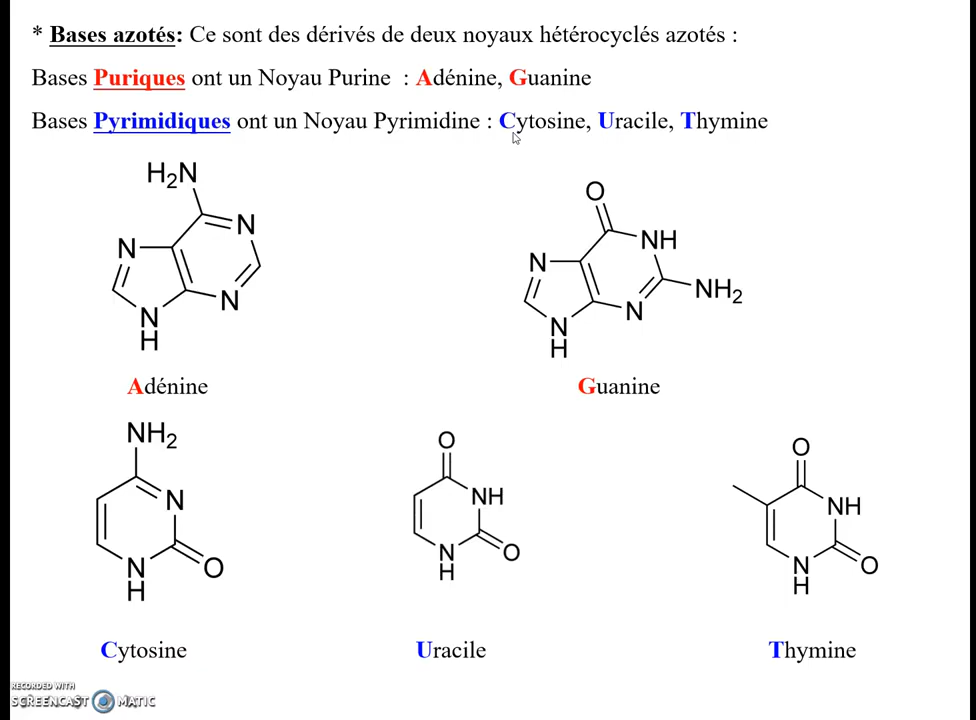 * Bases azotés: Ce sont des dérivés de deux noyaux hétérocyclés azotés :
Bases Puriques ont un Noyau Purine : Adénine, Guanine
Bases Pyrimidiques ont un Noyau Pyrimidine : Cytosine, Uracile, Thymine
H₂N
N
N
N
N
H
O
NH
N
NH₂
N
N
H
Adénine
Guanine
NH₂
N
O
N
H
O
NH
O
N
H
O
NH
O
N
H
Cytosine
Uracile
Thymine
RECORDED WITH
SCREENCAST MATIC